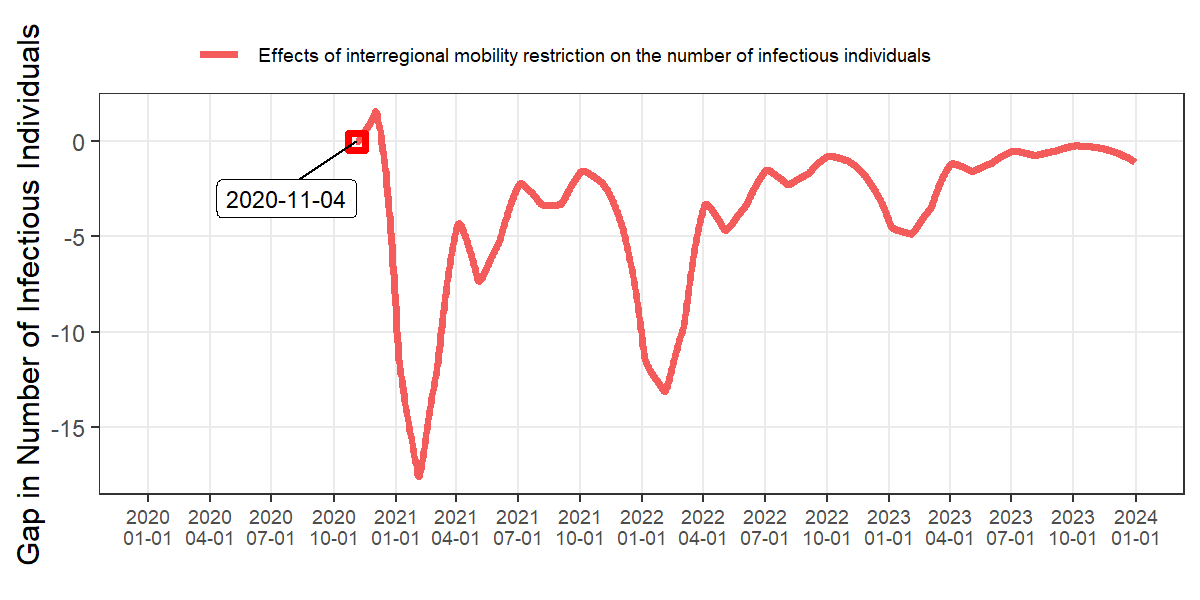 Effects of interregional mobility restriction on the number of infectious individuals
Gap in Number of Infectious Individuals
0
-5
-10
-15
2020-11-04
2020 2020 2020 2020 2021 2021 2021 2021 2022 2022 2022 2022 2023 2023 2023 2023 2024
01-01 04-01 07-01 10-01 01-01 04-01 07-01 10-01 01-01 04-01 07-01 10-01 01-01 04-01 07-01 10-01 01-01